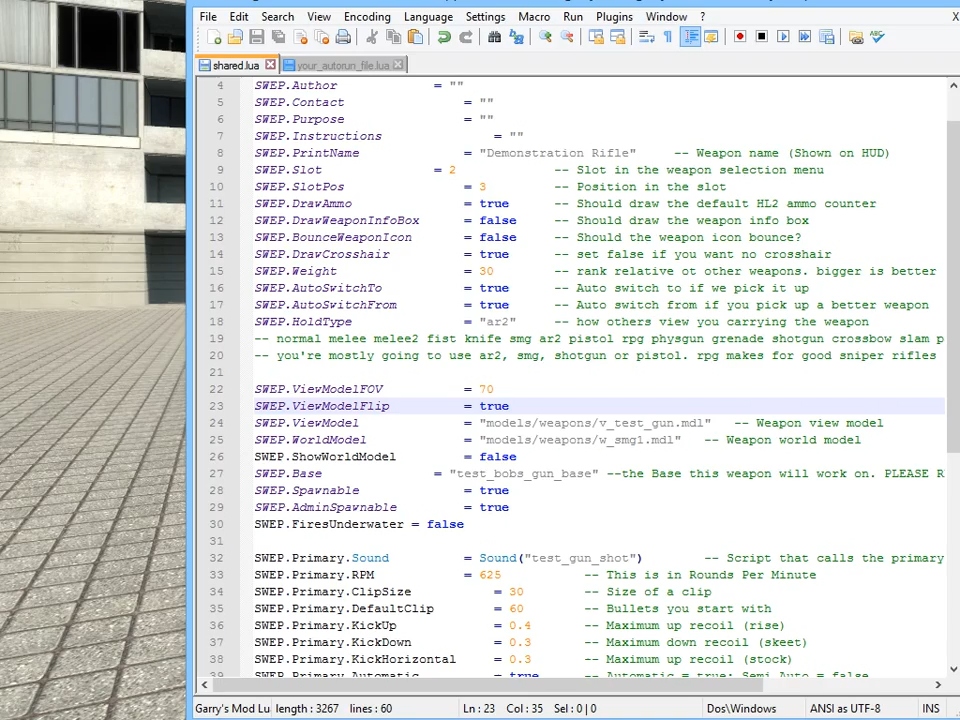 File Edit Search View Encoding Language Settings Macro Run Plugins Window ? X
shared.lua your_autorun_file.lua
4 SWEP.Author = ""
5 SWEP.Contact = ""
6 SWEP.Purpose = ""
7 SWEP.Instructions = ""
8 SWEP.PrintName = "Demonstration Rifle" -- Weapon name (Shown on HUD)
9 SWEP.Slot = 2 -- Slot in the weapon selection menu
10 SWEP.SlotPos = 3 -- Position in the slot
11 SWEP.DrawAmmo = true -- Should draw the default HL2 ammo counter
12 SWEP.DrawWeaponInfoBox = false -- Should draw the weapon info box
13 SWEP.BounceWeaponIcon = false -- Should the weapon icon bounce?
14 SWEP.DrawCrosshair = true -- set false if you want no crosshair
15 SWEP.Weight = 30 -- rank relative ot other weapons. bigger is better
16 SWEP.AutoSwitchTo = true -- Auto switch to if we pick it up
17 SWEP.AutoSwitchFrom = true -- Auto switch from if you pick up a better weapon
18 SWEP.HoldType = "ar2" -- how others view you carrying the weapon
19 -- normal melee melee2 fist knife smg ar2 pistol rpg physgun grenade shotgun crossbow slam p
20 -- you're mostly going to use ar2, smg, shotgun or pistol. rpg makes for good sniper rifles
21
22 SWEP.ViewModelFOV = 70
23 SWEP.ViewModelFlip = true
24 SWEP.ViewModel = "models/weapons/v_test_gun.mdl" -- Weapon view model
25 SWEP.WorldModel = "models/weapons/w_smg1.mdl" -- Weapon world model
26 SWEP.ShowWorldModel = false
27 SWEP.Base = "test_bobs_gun_base" --the Base this weapon will work on. PLEASE R
28 SWEP.Spawnable = true
29 SWEP.AdminSpawnable = true
30 SWEP.FiresUnderwater = false
31
32 SWEP.Primary.Sound = Sound("test_gun_shot") -- Script that calls the primary
33 SWEP.Primary.RPM = 625 -- This is in Rounds Per Minute
34 SWEP.Primary.ClipSize = 30 -- Size of a clip
35 SWEP.Primary.DefaultClip = 60 -- Bullets you start with
36 SWEP.Primary.KickUp = 0.4 -- Maximum up recoil (rise)
37 SWEP.Primary.KickDown = 0.3 -- Maximum down recoil (skeet)
38 SWEP.Primary.KickHorizontal = 0.3 -- Maximum up recoil (stock)
39 SWEP.Primary.Automatic = true -- Automatic = true; Semi Auto = false
Garry's Mod Lu length : 3267 lines : 60 Ln : 23 Col : 35 Sel : 0 | 0 Dos\Windows ANSI as UTF-8 INS